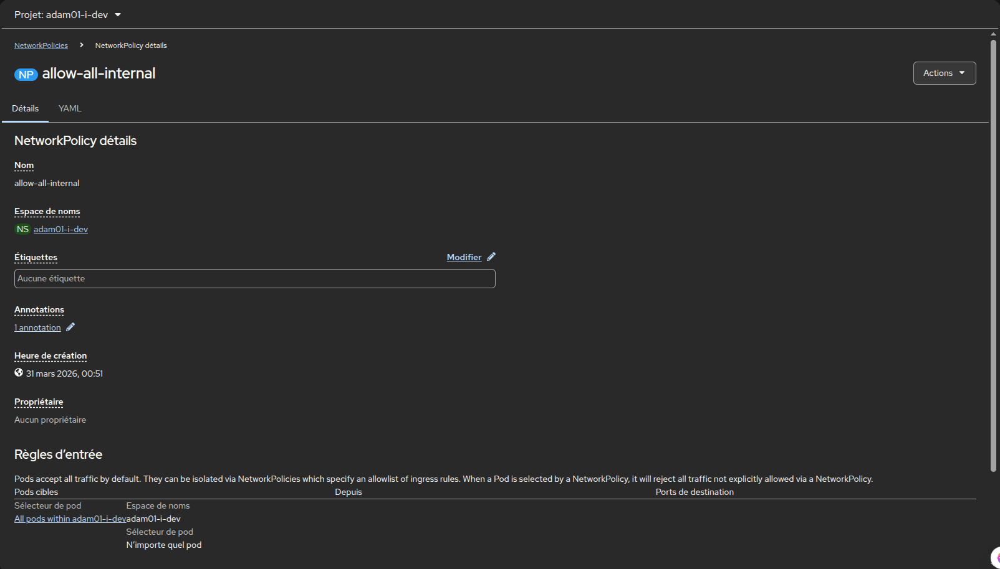 Projet: adam01-i-dev
NetworkPolicies > NetworkPolicy détails
NP allow-all-internal
Actions
Détails YAML
NetworkPolicy détails
Nom
allow-all-internal
Espace de noms
NS adam01-i-dev
Étiquettes Modifier
Aucune étiquette
Annotations
1 annotation
Heure de création
31 mars 2026, 00:51
Propriétaire
Aucun propriétaire
Règles d’entrée
Pods accept all traffic by default. They can be isolated via NetworkPolicies which specify an allowlist of ingress rules. When a Pod is selected by a NetworkPolicy, it will reject all traffic not explicitly allowed via a NetworkPolicy.
Pods cibles Depuis Ports de destination
Sélecteur de pod Espace de noms
All pods within adam01-i-dev adam01-i-dev
Sélecteur de pod
N’importe quel pod